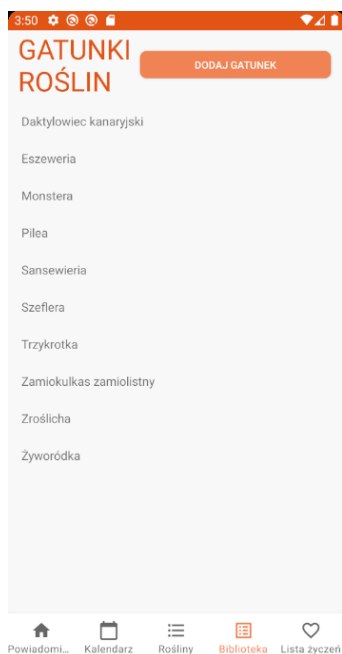 3:50
GATUNKI
ROŚLIN
DODAJ GATUNEK
Daktylowiec kanaryjski
Eszeweria
Monstera
Pilea
Sansewieria
Szeflera
Trzykrotka
Zamiokulkas zamiolistny
Zroślicha
Żyworódka
Powiadomi... Kalendarz Rośliny Biblioteka Lista życzeń